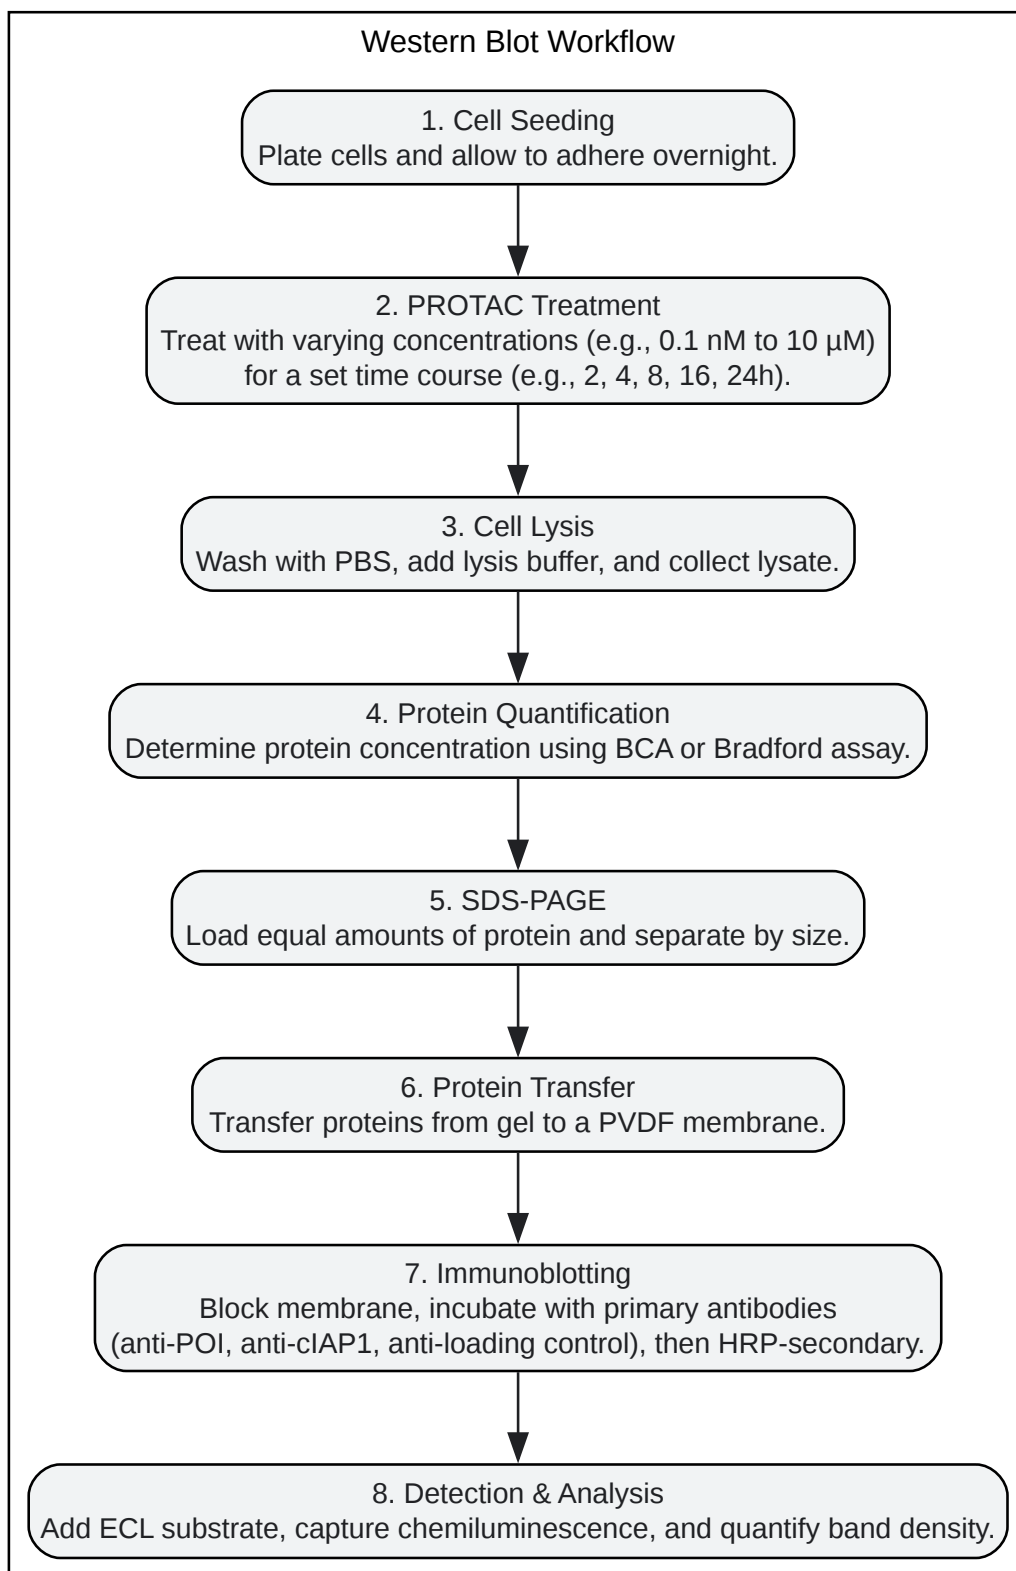 Western Blot Workflow
1. Cell Seeding
Plate cells and allow to adhere overnight.
2. PROTAC Treatment
Treat with varying concentrations (e.g., 0.1 nM to 10 µM)
for a set time course (e.g., 2, 4, 8, 16, 24h).
3. Cell Lysis
Wash with PBS, add lysis buffer, and collect lysate.
4. Protein Quantification
Determine protein concentration using BCA or Bradford assay.
5. SDS-PAGE
Load equal amounts of protein and separate by size.
6. Protein Transfer
Transfer proteins from gel to a PVDF membrane.
7. Immunoblotting
Block membrane, incubate with primary antibodies
(anti-POI, anti-cIAP1, anti-loading control), then HRP-secondary.
8. Detection & Analysis
Add ECL substrate, capture chemiluminescence, and quantify band density.